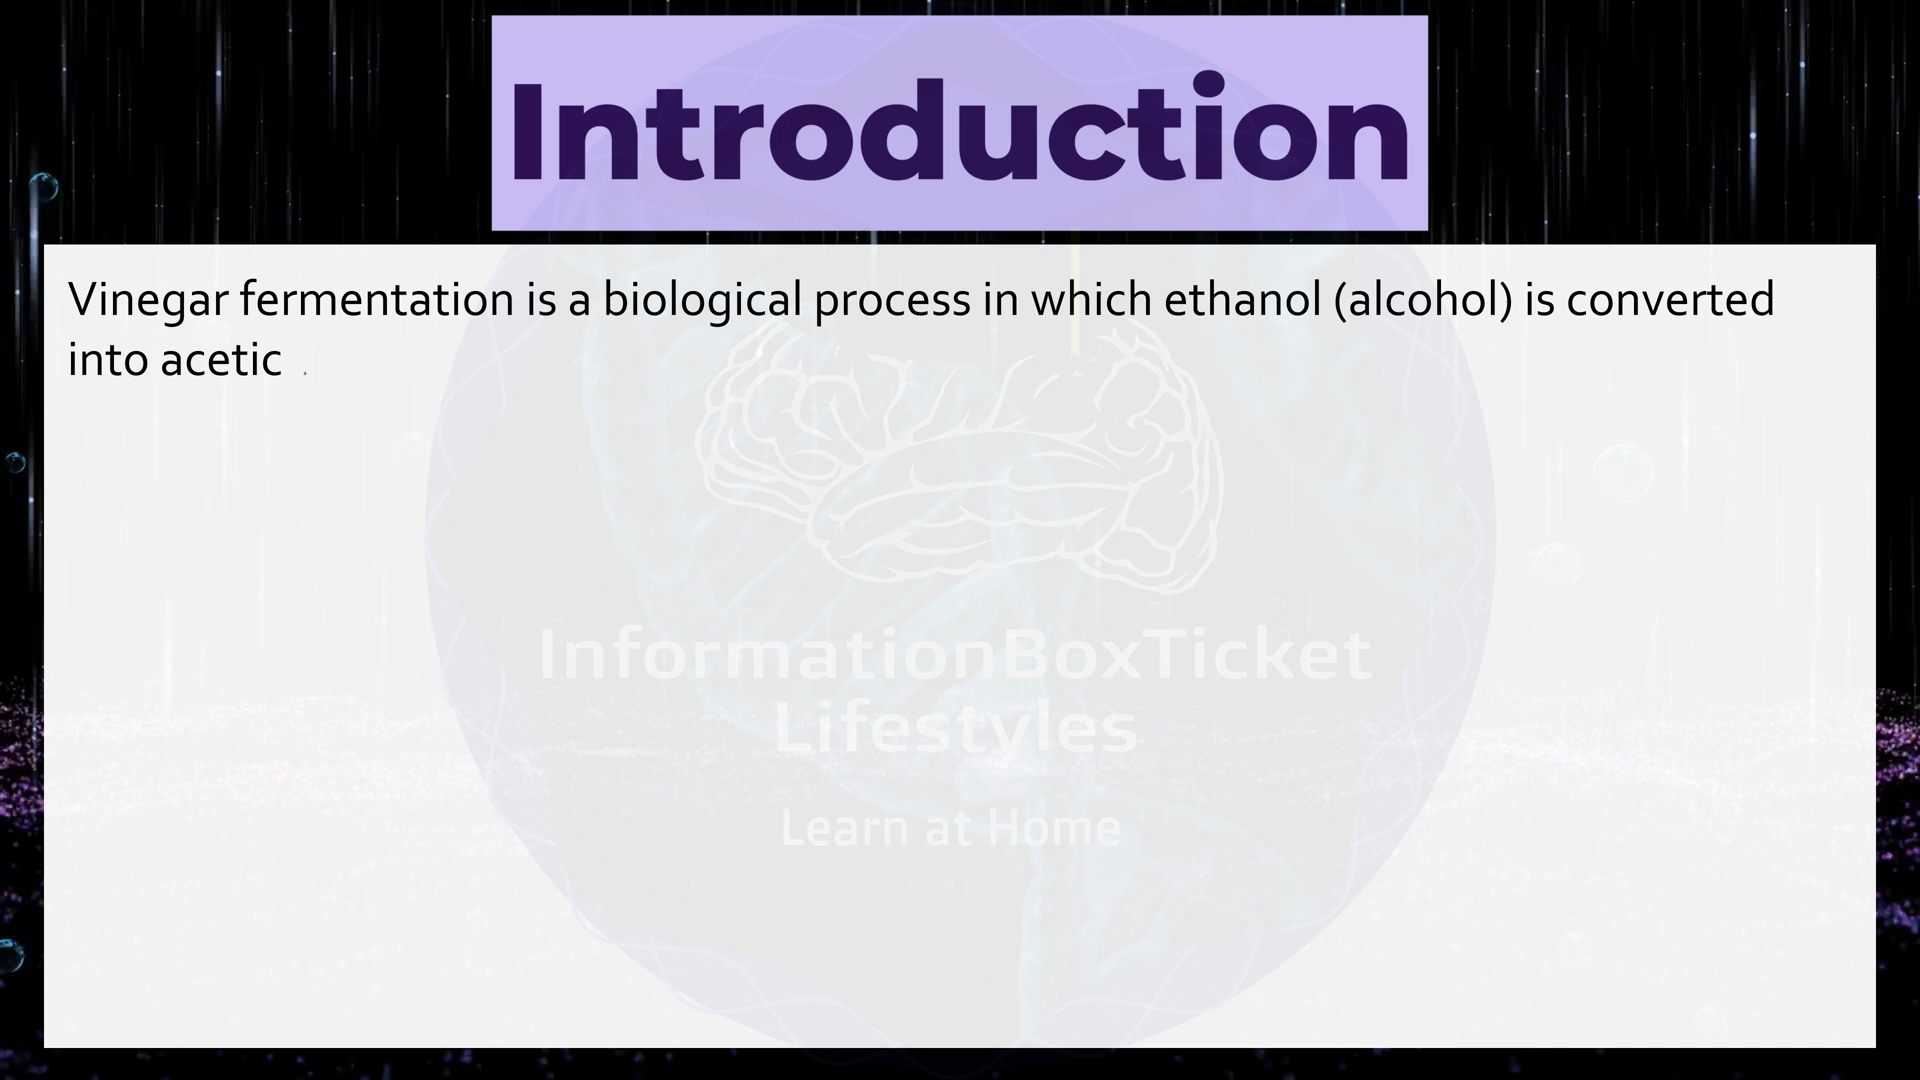 Introduction
Vinegar fermentation is a biological process in which ethanol (alcohol) is converted
into acetic
InformationBoxTicket
Lifestyles
Learn at Home